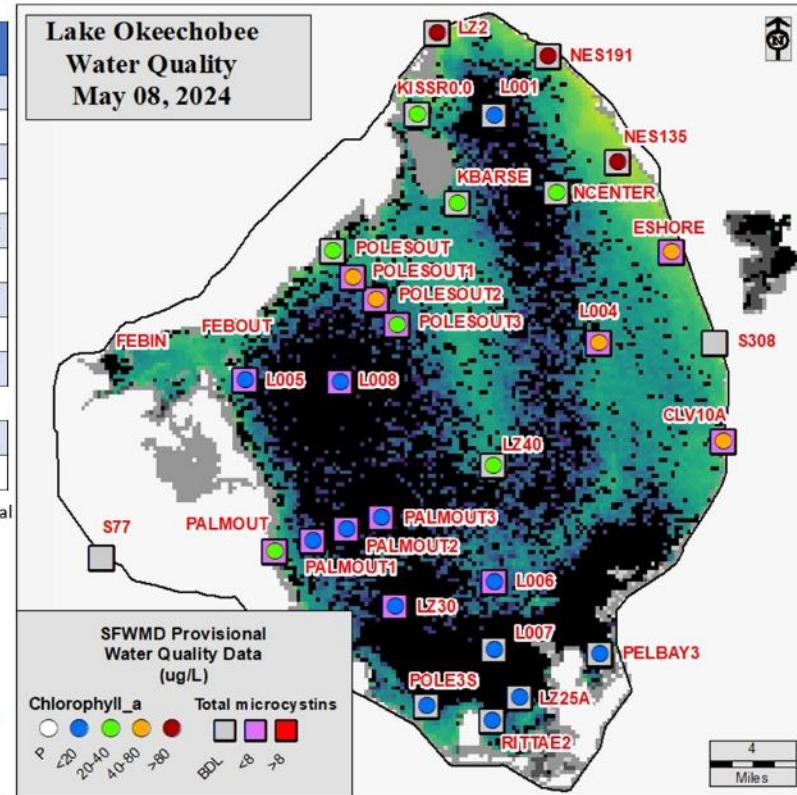 Lake Okeechobee
Water Quality
May 08, 2024
N
LZ2
NES191
KISSR0.0
L001
NES135
KBARSE
NCENTER
POLESOUT
ESHORE
POLESOUT1
POLESOUT2
POLESOUT3
L004
S308
FEBIN
FEBOUT
L005
L008
CLV10A
LZ40
PALMOUT
PALMOUT3
PALMOUT2
PALMOUT1
S77
L006
LZ30
L007
PELBAY3
POLE3S
LZ25A
RITTAE2
al
SFWMD Provisional
Water Quality Data
(ug/L)
Chlorophyll_a
Total microcystins
P
<20
20-40
40-80
>80
BDL
<8
>8
4
Miles